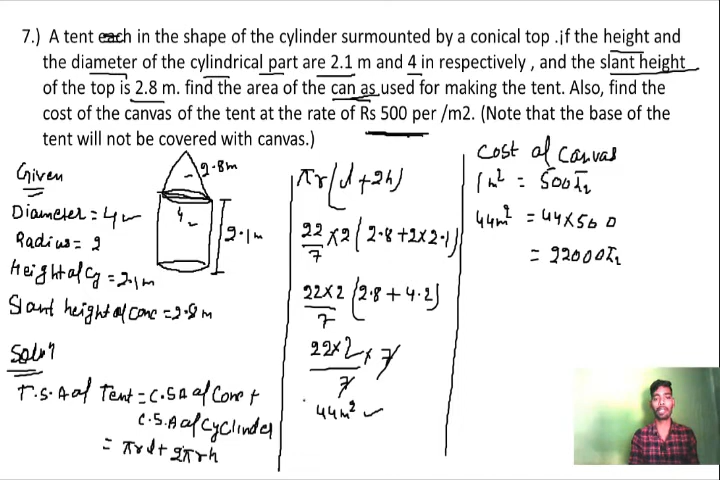 7.) A tent each in the shape of the cylinder surmounted by a conical top .if the height and
the diameter of the cylindrical part are 2.1 m and 4 in respectively , and the slant height
of the top is 2.8 m. find the area of the can as used for making the tent. Also, find the
cost of the canvas of the tent at the rate of Rs 500 per /m2. (Note that the base of the
tent will not be covered with canvas.)
Given
Diameter = 4
Radius = 2
Height of Cy = 2.1m
Slant height of Cone = 2.8 m
Solun
T.S.A of Tent = C.S.A of Cone +
C.S.A of Cyclinder
= πrl + 2πrh
2.8m
4
2.1m
πr(l + 2h)
22/7 × 2 (2.8 + 2×2.1)
22×2/7 (2.8 + 4.2)
22×2/7 × 7
44m²
Cost of Canvas
1m² = 500
44m² = 44×500
= 22000